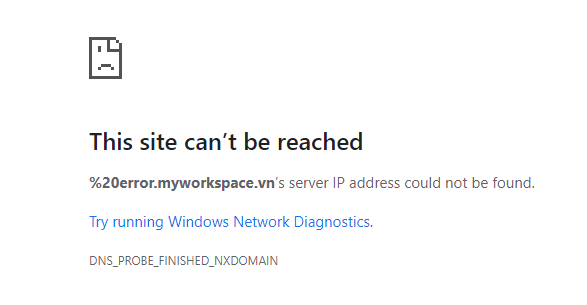 This site can’t be reached
%20error.myworkspace.vn’s server IP address could not be found.
Try running Windows Network Diagnostics.
DNS_PROBE_FINISHED_NXDOMAIN